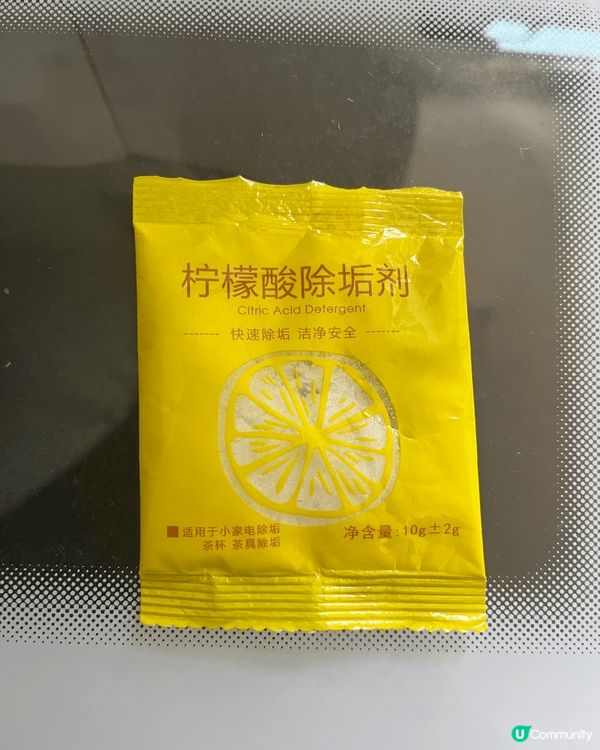 柠檬酸除垢剂
Citric Acid Detergent
------- 快速除垢 洁净安全 -------
■ 适用于小家电除垢
茶杯 茶具除垢
净含量:10g±2g
U Community